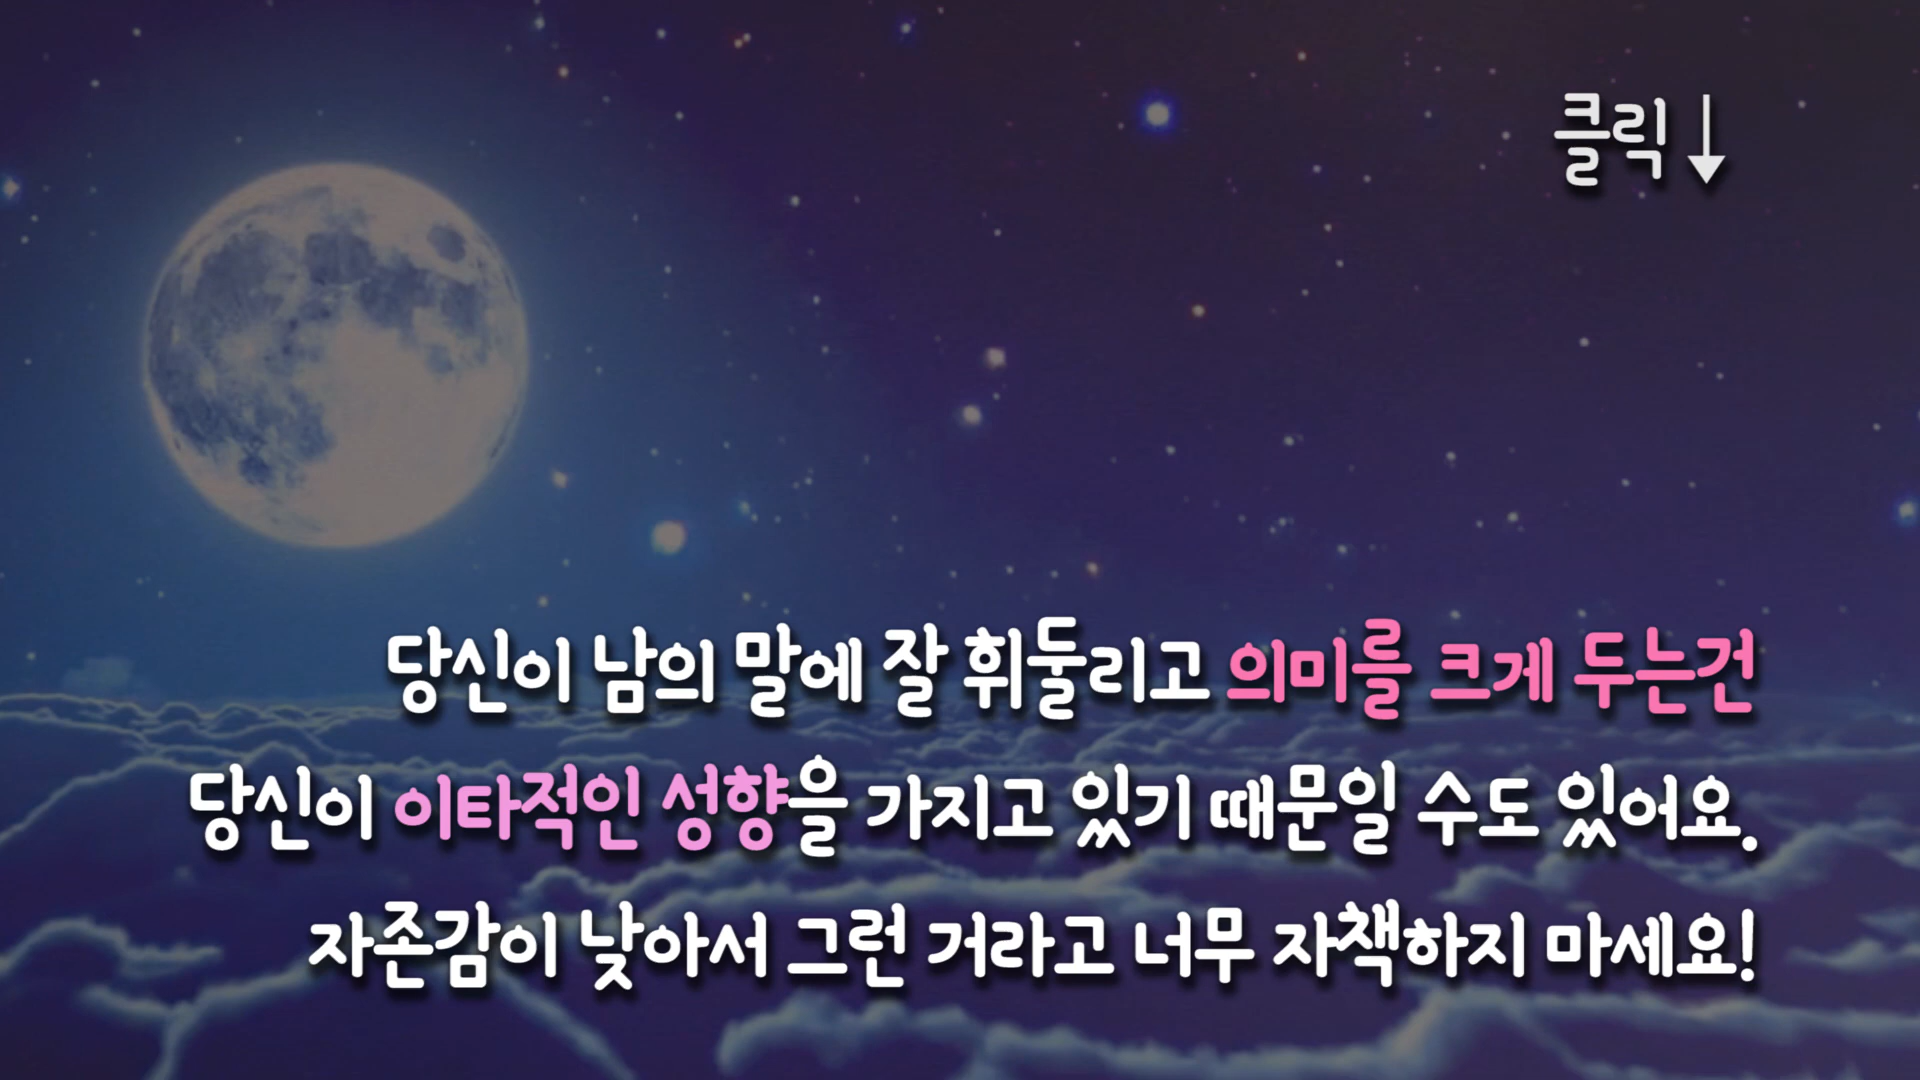 클릭↓
당신이 남의 말에 잘 휘둘리고 의미를 크게 두는건
당신이 이타적인 성향을 가지고 있기 때문일 수도 있어요.
자존감이 낮아서 그런 거라고 너무 자책하지 마세요!